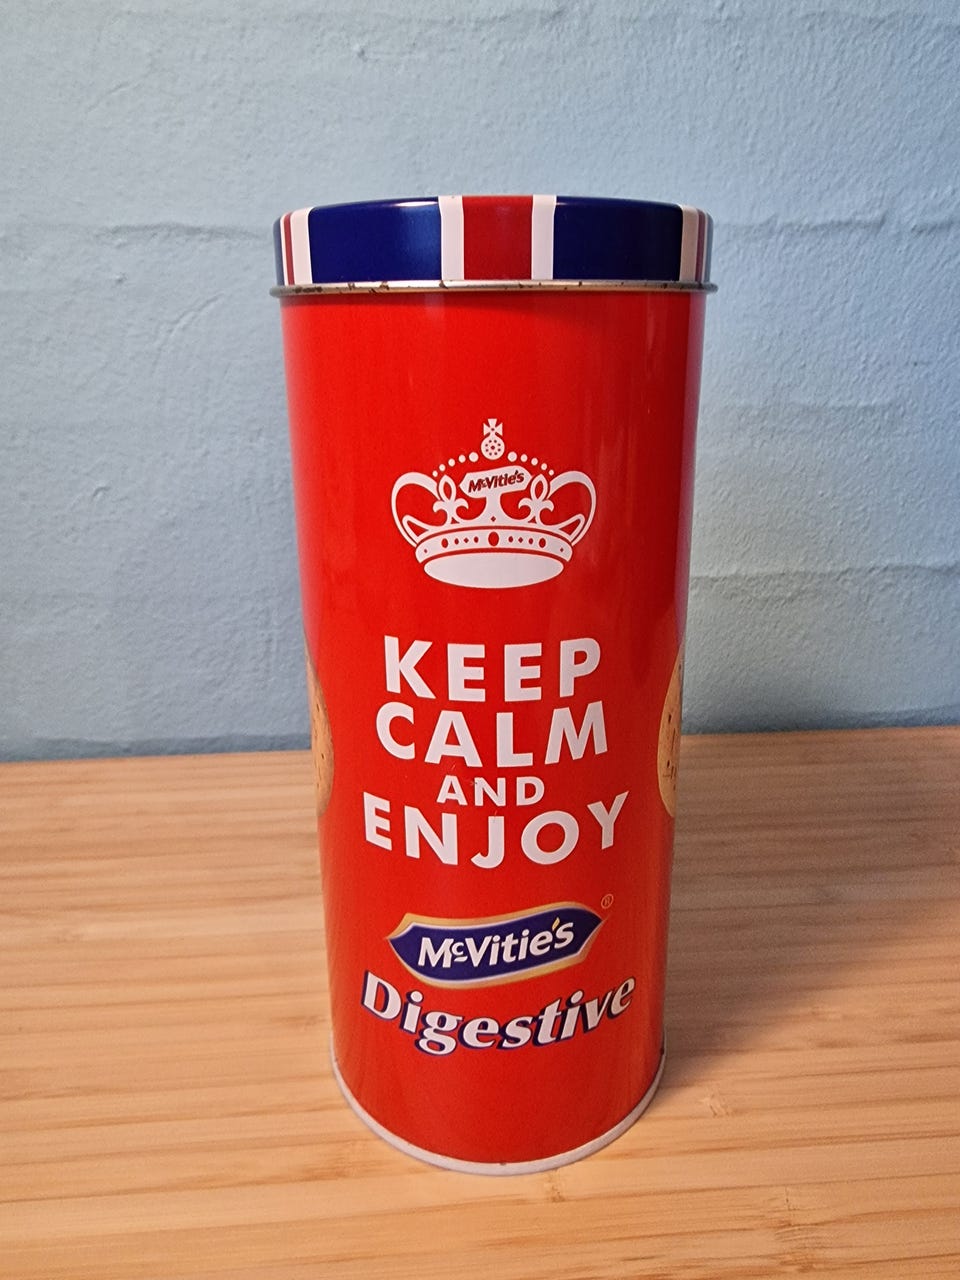 McVitie's
KEEP
CALM
AND
ENJOY
McVitie's ®
Digestive